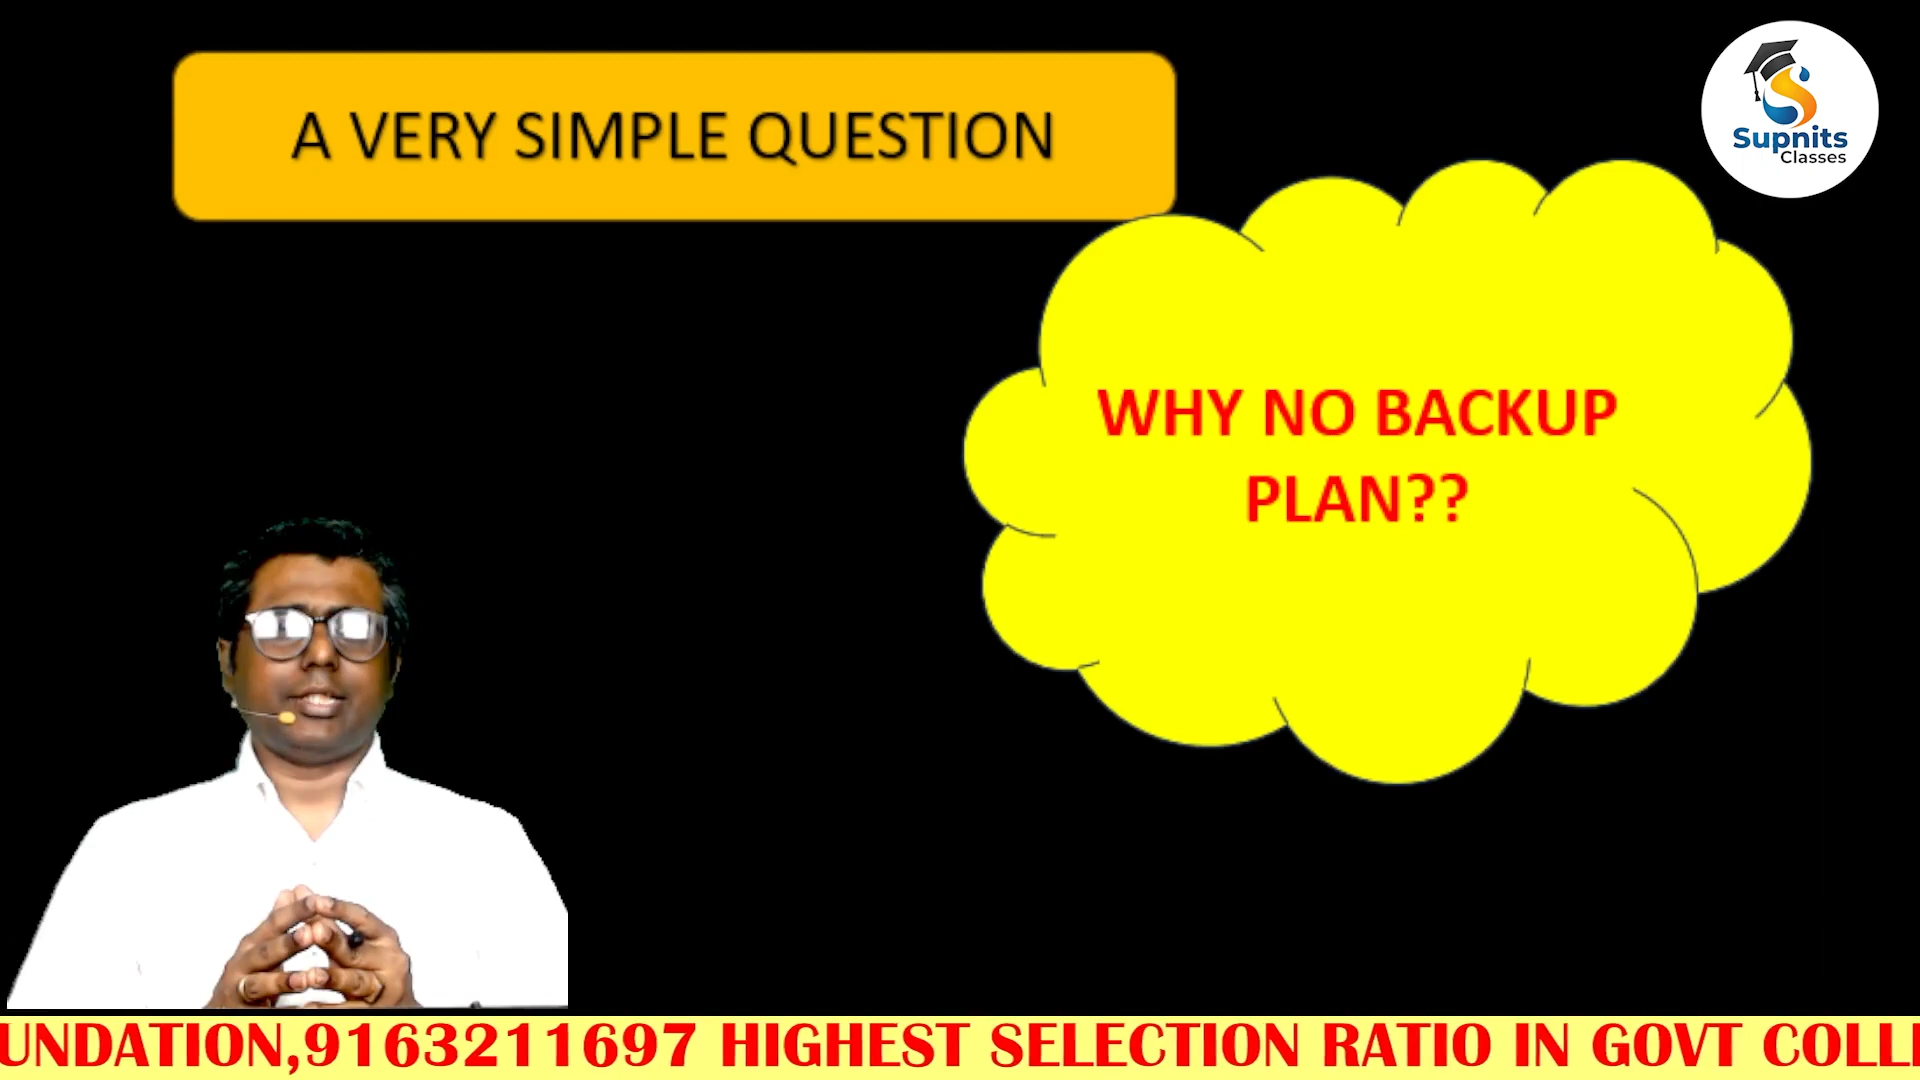 A VERY SIMPLE QUESTION
Supnits
Classes
WHY NO BACKUP
PLAN??
UNDATION,9163211697 HIGHEST SELECTION RATIO IN GOVT COLL